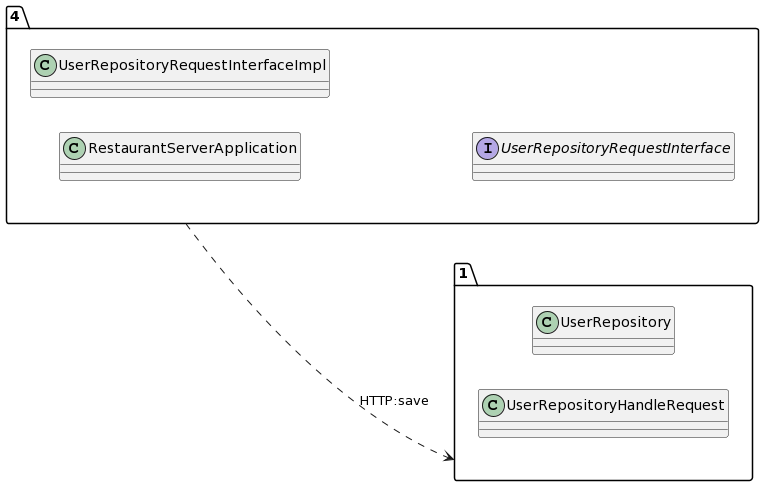 4
C UserRepositoryRequestInterfaceImpl
C RestaurantServerApplication
I UserRepositoryRequestInterface
1
C UserRepository
HTTP:save
C UserRepositoryHandleRequest